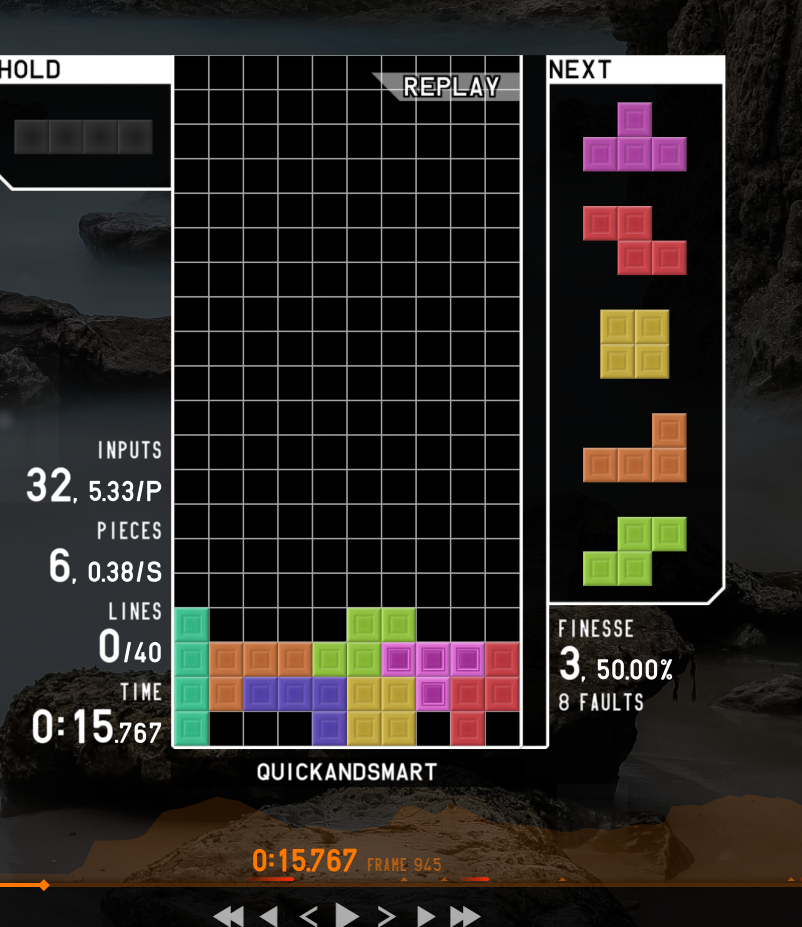 HOLD
REPLAY
NEXT
INPUTS
32, 5.33/P
PIECES
6, 0.38/S
LINES
0/40
TIME
0:15.767
FINESSE
3, 50.00%
8 FAULTS
QUICKANDSMART
0:15.767 FRAME 945